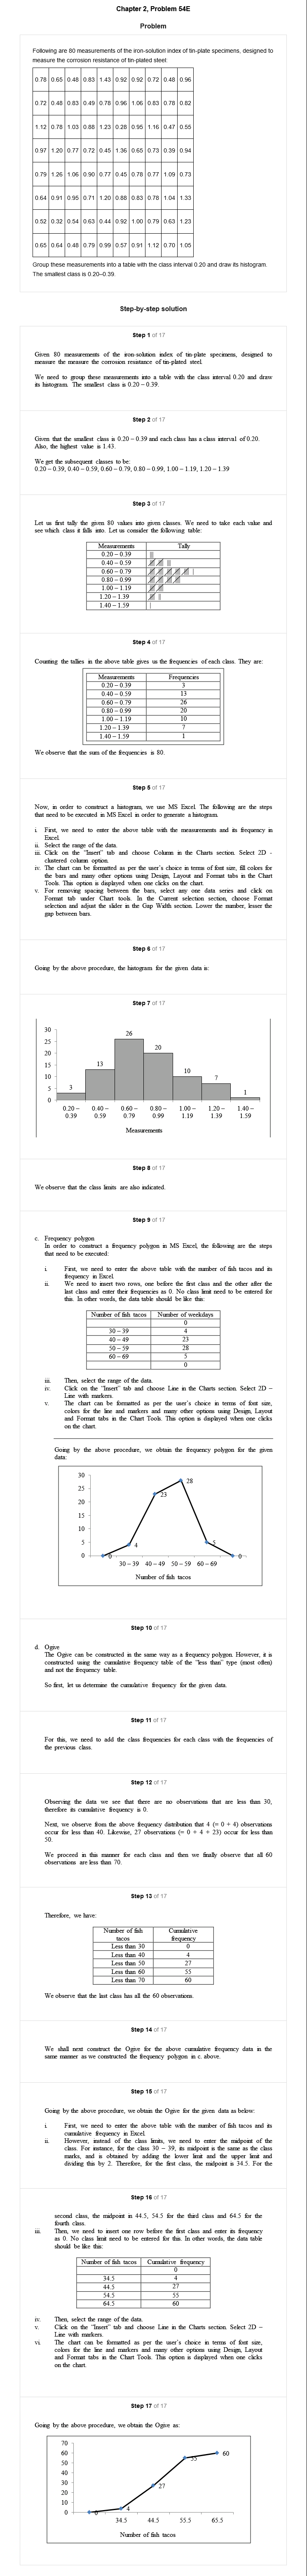 Chapter 2, Problem 54E
Problem
Following are 80 measurements of the iron-solution index of tin-plate specimens, designed to
measure the corrosion resistance of tin-plated steel:
0.78 0.65 0.48 0.83 1.43 0.92 0.92 0.72 0.48 0.96
0.72 0.48 0.83 0.49 0.78 0.96 1.06 0.83 0.78 0.82
1.12 0.78 1.03 0.88 1.23 0.28 0.95 1.16 0.47 0.55
0.97 1.20 0.77 0.72 0.45 1.36 0.65 0.73 0.39 0.94
0.79 1.26 1.06 0.90 0.77 0.45 0.78 0.77 1.09 0.73
0.64 0.91 0.95 0.71 1.20 0.88 0.83 0.78 1.04 1.33
0.52 0.32 0.54 0.63 0.44 0.92 1.00 0.79 0.63 1.23
0.65 0.64 0.48 0.79 0.99 0.57 0.91 1.12 0.70 1.05
Group these measurements into a table with the class interval 0.20 and draw its histogram.
The smallest class is 0.20–0.39.
Step-by-step solution
Step 1 of 17
Given 80 measurements of the iron-solution index of tin-plate specimens, designed to
measure the measure the corrosion resistance of tin-plated steel.
We need to group these measurements into a table with the class interval 0.20 and draw
its histogram. The smallest class is 0.20 – 0.39.
Step 2 of 17
Given that the smallest class is 0.20 – 0.39 and each class has a class interval of 0.20.
Also, the highest value is 1.43.
We get the subsequent classes to be:
0.20 – 0.39, 0.40 – 0.59, 0.60 – 0.79, 0.80 – 0.99, 1.00 – 1.19, 1.20 – 1.39
Step 3 of 17
Let us first tally the given 80 values into given classes. We need to take each value and
see which class it falls into. Let us consider the following table:
Measurements Tally
0.20 – 0.39
0.40 – 0.59
0.60 – 0.79
0.80 – 0.99
1.00 – 1.19
1.20 – 1.39
1.40 – 1.59
Step 4 of 17
Counting the tallies in the above table gives us the frequencies of each class. They are:
Measurements Frequencies
0.20 – 0.39 3
0.40 – 0.59 13
0.60 – 0.79 26
0.80 – 0.99 20
1.00 – 1.19 10
1.20 – 1.39 7
1.40 – 1.59 1
We observe that the sum of the frequencies is 80.
Step 5 of 17
Now, in order to construct a histogram, we use MS Excel. The following are the steps
that need to be executed in MS Excel in order to generate a histogram.
i. First, we need to enter the above table with the measurements and its frequency in
Excel.
ii. Select the range of the data.
iii. Click on the "Insert" tab and choose Column in the Charts section. Select 2D -
clustered column option.
iv. The chart can be formatted as per the user's choice in terms of font size, fill colors for
the bars and many other options using Design, Layout and Format tabs in the Chart
Tools. This option is displayed when one clicks on the chart.
v. For removing spacing between the bars, select any one data series and click on
Format tab under Chart tools. In the Current selection section, choose Format
selection and adjust the slider in the Gap Width section. Lower the number, lesser the
gap between bars.
Step 6 of 17
Going by the above procedure, the histogram for the given data is:
Step 7 of 17
30
25
20
15
10
5
0
3
13
26
20
10
7
1
0.20 – 0.40 – 0.60 – 0.80 – 1.00 – 1.20 – 1.40 –
0.39 0.59 0.79 0.99 1.19 1.39 1.59
Measurements
Step 8 of 17
We observe that the class limits are also indicated.
Step 9 of 17
c. Frequency polygon
In order to construct a frequency polygon in MS Excel, the following are the steps
that need to be executed:
i. First, we need to enter the above table with the number of fish tacos and its
frequency in Excel.
ii. We need to insert two rows, one before the first class and the other after the
last class and enter their frequencies as 0. No class limit need to be entered for
this. In other words, the data table should be like this:
Number of fish tacos Number of weekdays
0
30 – 39 4
40 – 49 23
50 – 59 28
60 – 69 5
0
iii. Then, select the range of the data.
iv. Click on the "Insert" tab and choose Line in the Charts section. Select 2D –
Line with markers.
v. The chart can be formatted as per the user's choice in terms of font size,
colors for the line and markers and many other options using Design, Layout
and Format tabs in the Chart Tools. This option is displayed when one clicks
on the chart.
Going by the above procedure, we obtain the frequency polygon for the given
data:
30
25
20
15
10
5
0
0
4
23
28
5
0
30 – 39 40 – 49 50 – 59 60 – 69
Number of fish tacos
Step 10 of 17
d. Ogive
The Ogive can be constructed in the same way as a frequency polygon. However, it is
constructed using the cumulative frequency table of the "less than" type (most often)
and not the frequency table.
So first, let us determine the cumulative frequency for the given data.
Step 11 of 17
For this, we need to add the class frequencies for each class with the frequencies of
the previous class.
Step 12 of 17
Observing the data we see that there are no observations that are less than 30,
therefore its cumulative frequency is 0.
Next, we observe from the above frequency distribution that 4 (= 0 + 4) observations
occur for less than 40. Likewise, 27 observations (= 0 + 4 + 23) occur for less than
50.
We proceed in this manner for each class and then we finally observe that all 60
observations are less than 70.
Step 13 of 17
Therefore, we have:
Number of fish Cumulative
tacos frequency
Less than 30 0
Less than 40 4
Less than 50 27
Less than 60 55
Less than 70 60
We observe that the last class has all the 60 observations.
Step 14 of 17
We shall next construct the Ogive for the above cumulative frequency data in the
same manner as we constructed the frequency polygon in c. above.
Step 15 of 17
Going by the above procedure, we obtain the Ogive for the given data as below:
i. First, we need to enter the above table with the number of fish tacos and its
cumulative frequency in Excel.
ii. However, instead of the class limits, we need to enter the midpoint of the
class. For instance, for the class 30 – 39, its midpoint is the same as the class
marks, and is obtained by adding the lower limit and the upper limit and
dividing this by 2. Therefore, for the first class, the midpoint is 34.5. For the
Step 16 of 17
second class, the midpoint in 44.5, 54.5 for the third class and 64.5 for the
fourth class.
iii. Then, we need to insert one row before the first class and enter its frequency
as 0. No class limit need to be entered for this. In other words, the data table
should be like this:
Number of fish tacos Cumulative frequency
0
34.5 4
44.5 27
54.5 55
64.5 60
iv. Then, select the range of the data.
v. Click on the "Insert" tab and choose Line in the Charts section. Select 2D –
Line with markers.
vi. The chart can be formatted as per the user's choice in terms of font size,
colors for the line and markers and many other options using Design, Layout
and Format tabs in the Chart Tools. This option is displayed when one clicks
on the chart.
Step 17 of 17
Going by the above procedure, we obtain the Ogive as:
70
60
50
40
30
20
10
0
0
4
27
55
60
34.5 44.5 55.5 65.5
Number of fish tacos